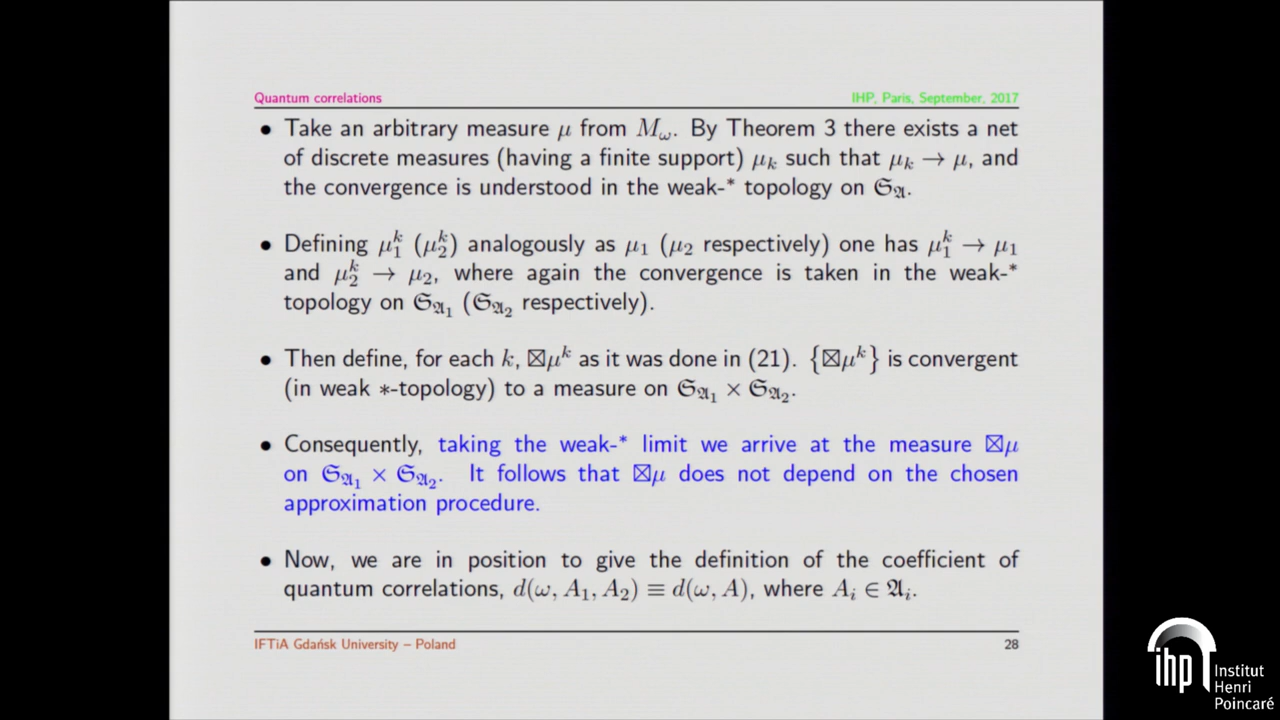 Quantum correlations IHP, Paris, September, 2017
• Take an arbitrary measure μ from M_ω. By Theorem 3 there exists a net
of discrete measures (having a finite support) μ_k such that μ_k → μ, and
the convergence is understood in the weak-* topology on 𝔖_𝔄.
• Defining μ_1^k (μ_2^k) analogously as μ_1 (μ_2 respectively) one has μ_1^k → μ_1
and μ_2^k → μ_2, where again the convergence is taken in the weak-*
topology on 𝔖_{𝔄_1} (𝔖_{𝔄_2} respectively).
• Then define, for each k, ⊠μ^k as it was done in (21). {⊠μ^k} is convergent
(in weak *-topology) to a measure on 𝔖_{𝔄_1} × 𝔖_{𝔄_2}.
• Consequently, taking the weak-* limit we arrive at the measure ⊠μ
on 𝔖_{𝔄_1} × 𝔖_{𝔄_2}. It follows that ⊠μ does not depend on the chosen
approximation procedure.
• Now, we are in position to give the definition of the coefficient of
quantum correlations, d(ω, A_1, A_2) ≡ d(ω, A), where A_i ∈ 𝔄_i.
IFTiA Gdańsk University – Poland 28
ihp Institut
Henri
Poincaré